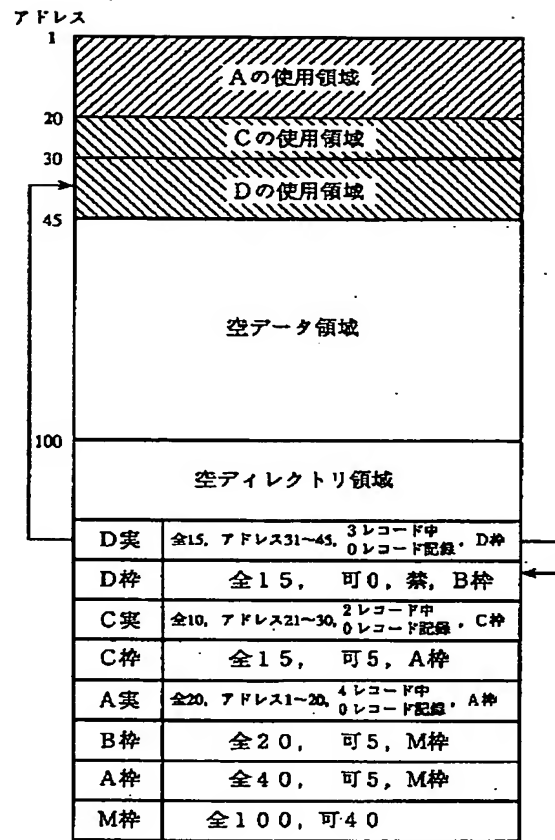 アドレス
1
Aの使用領域
20
Cの使用領域
30
Dの使用領域
45
空データ領域
100
空ディレクトリ領域
D実 全15, アドレス31~45, 3レコード中 0レコード記録, D枠
D枠 全15, 可0, 禁, B枠
C実 全10, アドレス21~30, 2レコード中 0レコード記録, C枠
C枠 全15, 可5, A枠
A実 全20, アドレス1~20, 4レコード中 0レコード記録, A枠
B枠 全20, 可5, M枠
A枠 全40, 可5, M枠
M枠 全100, 可40